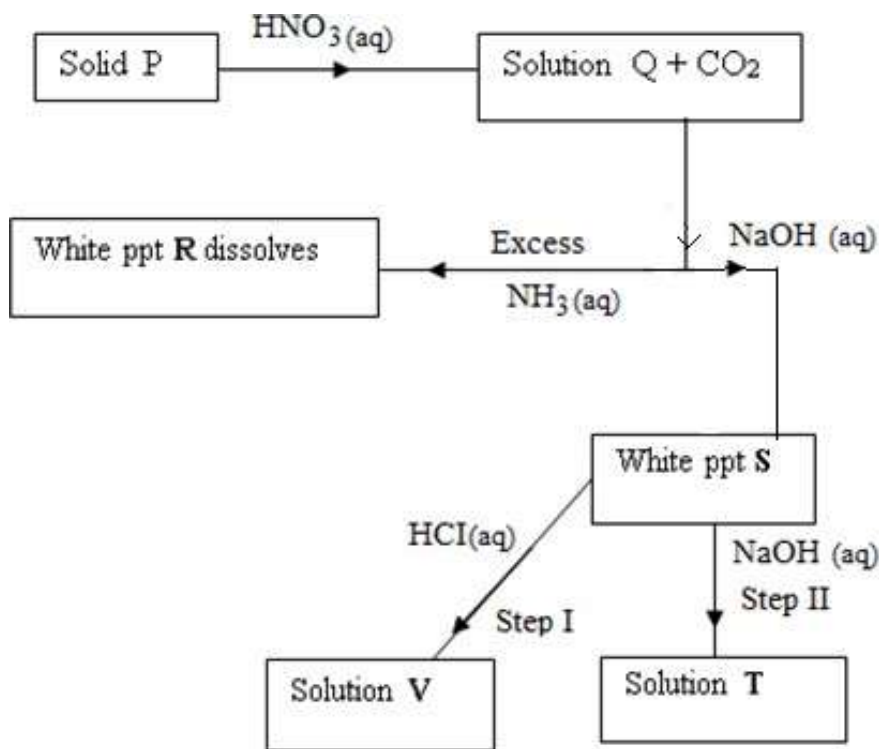 HNO₃(aq)
Solid P
Solution Q + CO₂
White ppt R dissolves
Excess
NH₃(aq)
NaOH (aq)
White ppt S
HCI(aq)
Step I
NaOH (aq)
Step II
Solution V
Solution T